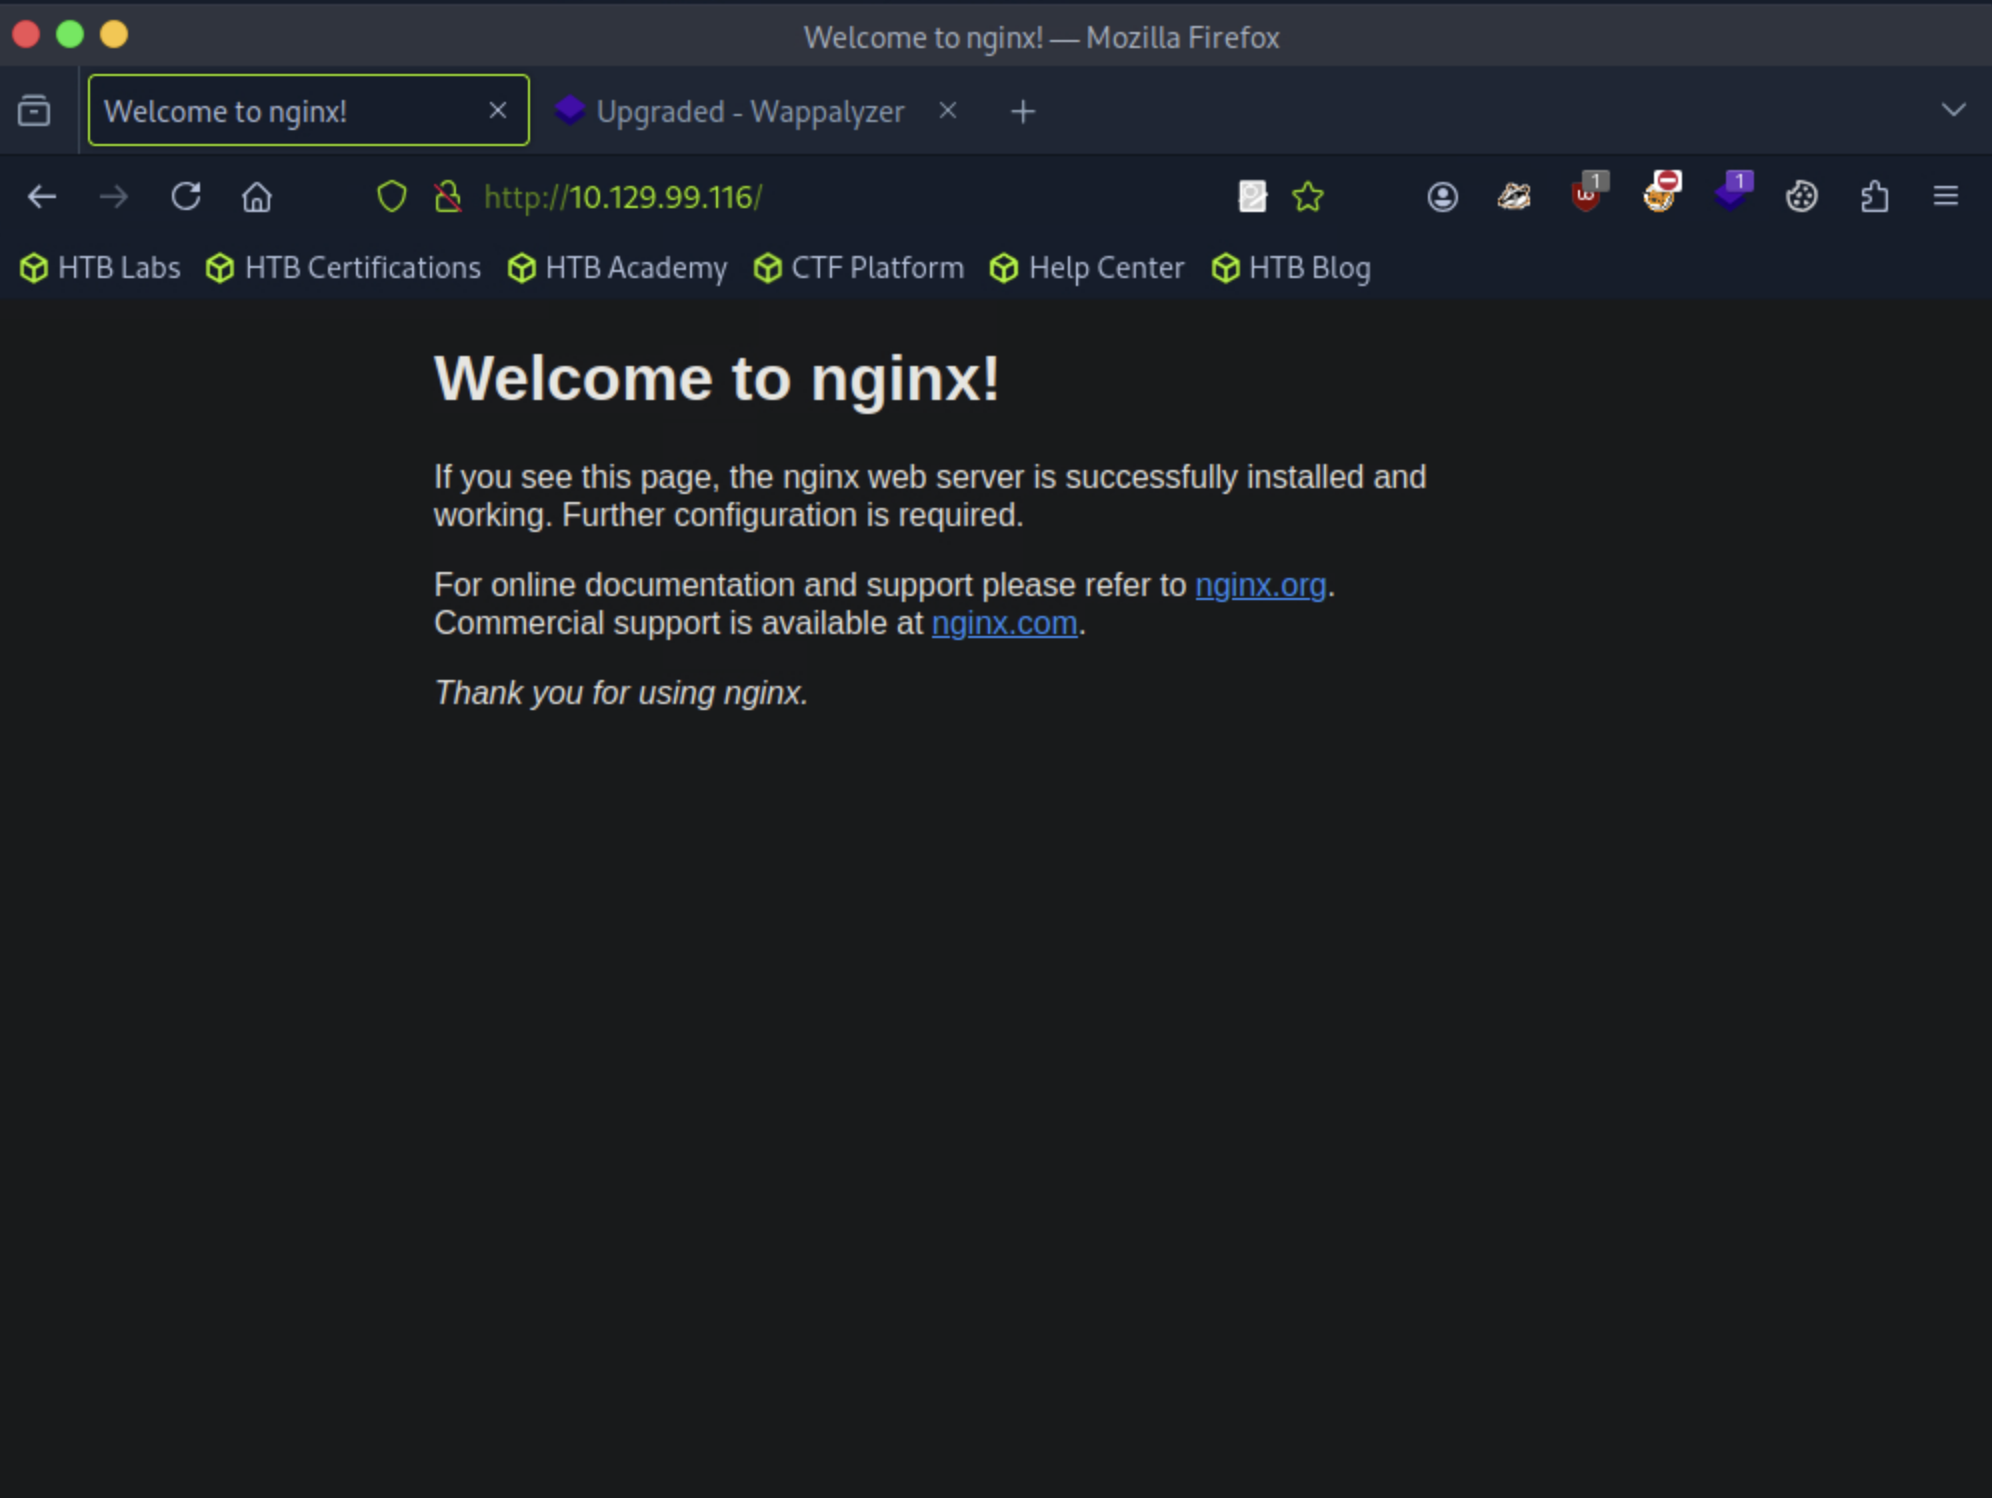 Welcome to nginx! — Mozilla Firefox
Welcome to nginx!
Upgraded - Wappalyzer
http://10.129.99.116/
1
1
HTB Labs HTB Certifications HTB Academy CTF Platform Help Center HTB Blog
Welcome to nginx!
If you see this page, the nginx web server is successfully installed and
working. Further configuration is required.
For online documentation and support please refer to nginx.org.
Commercial support is available at nginx.com.
Thank you for using nginx.